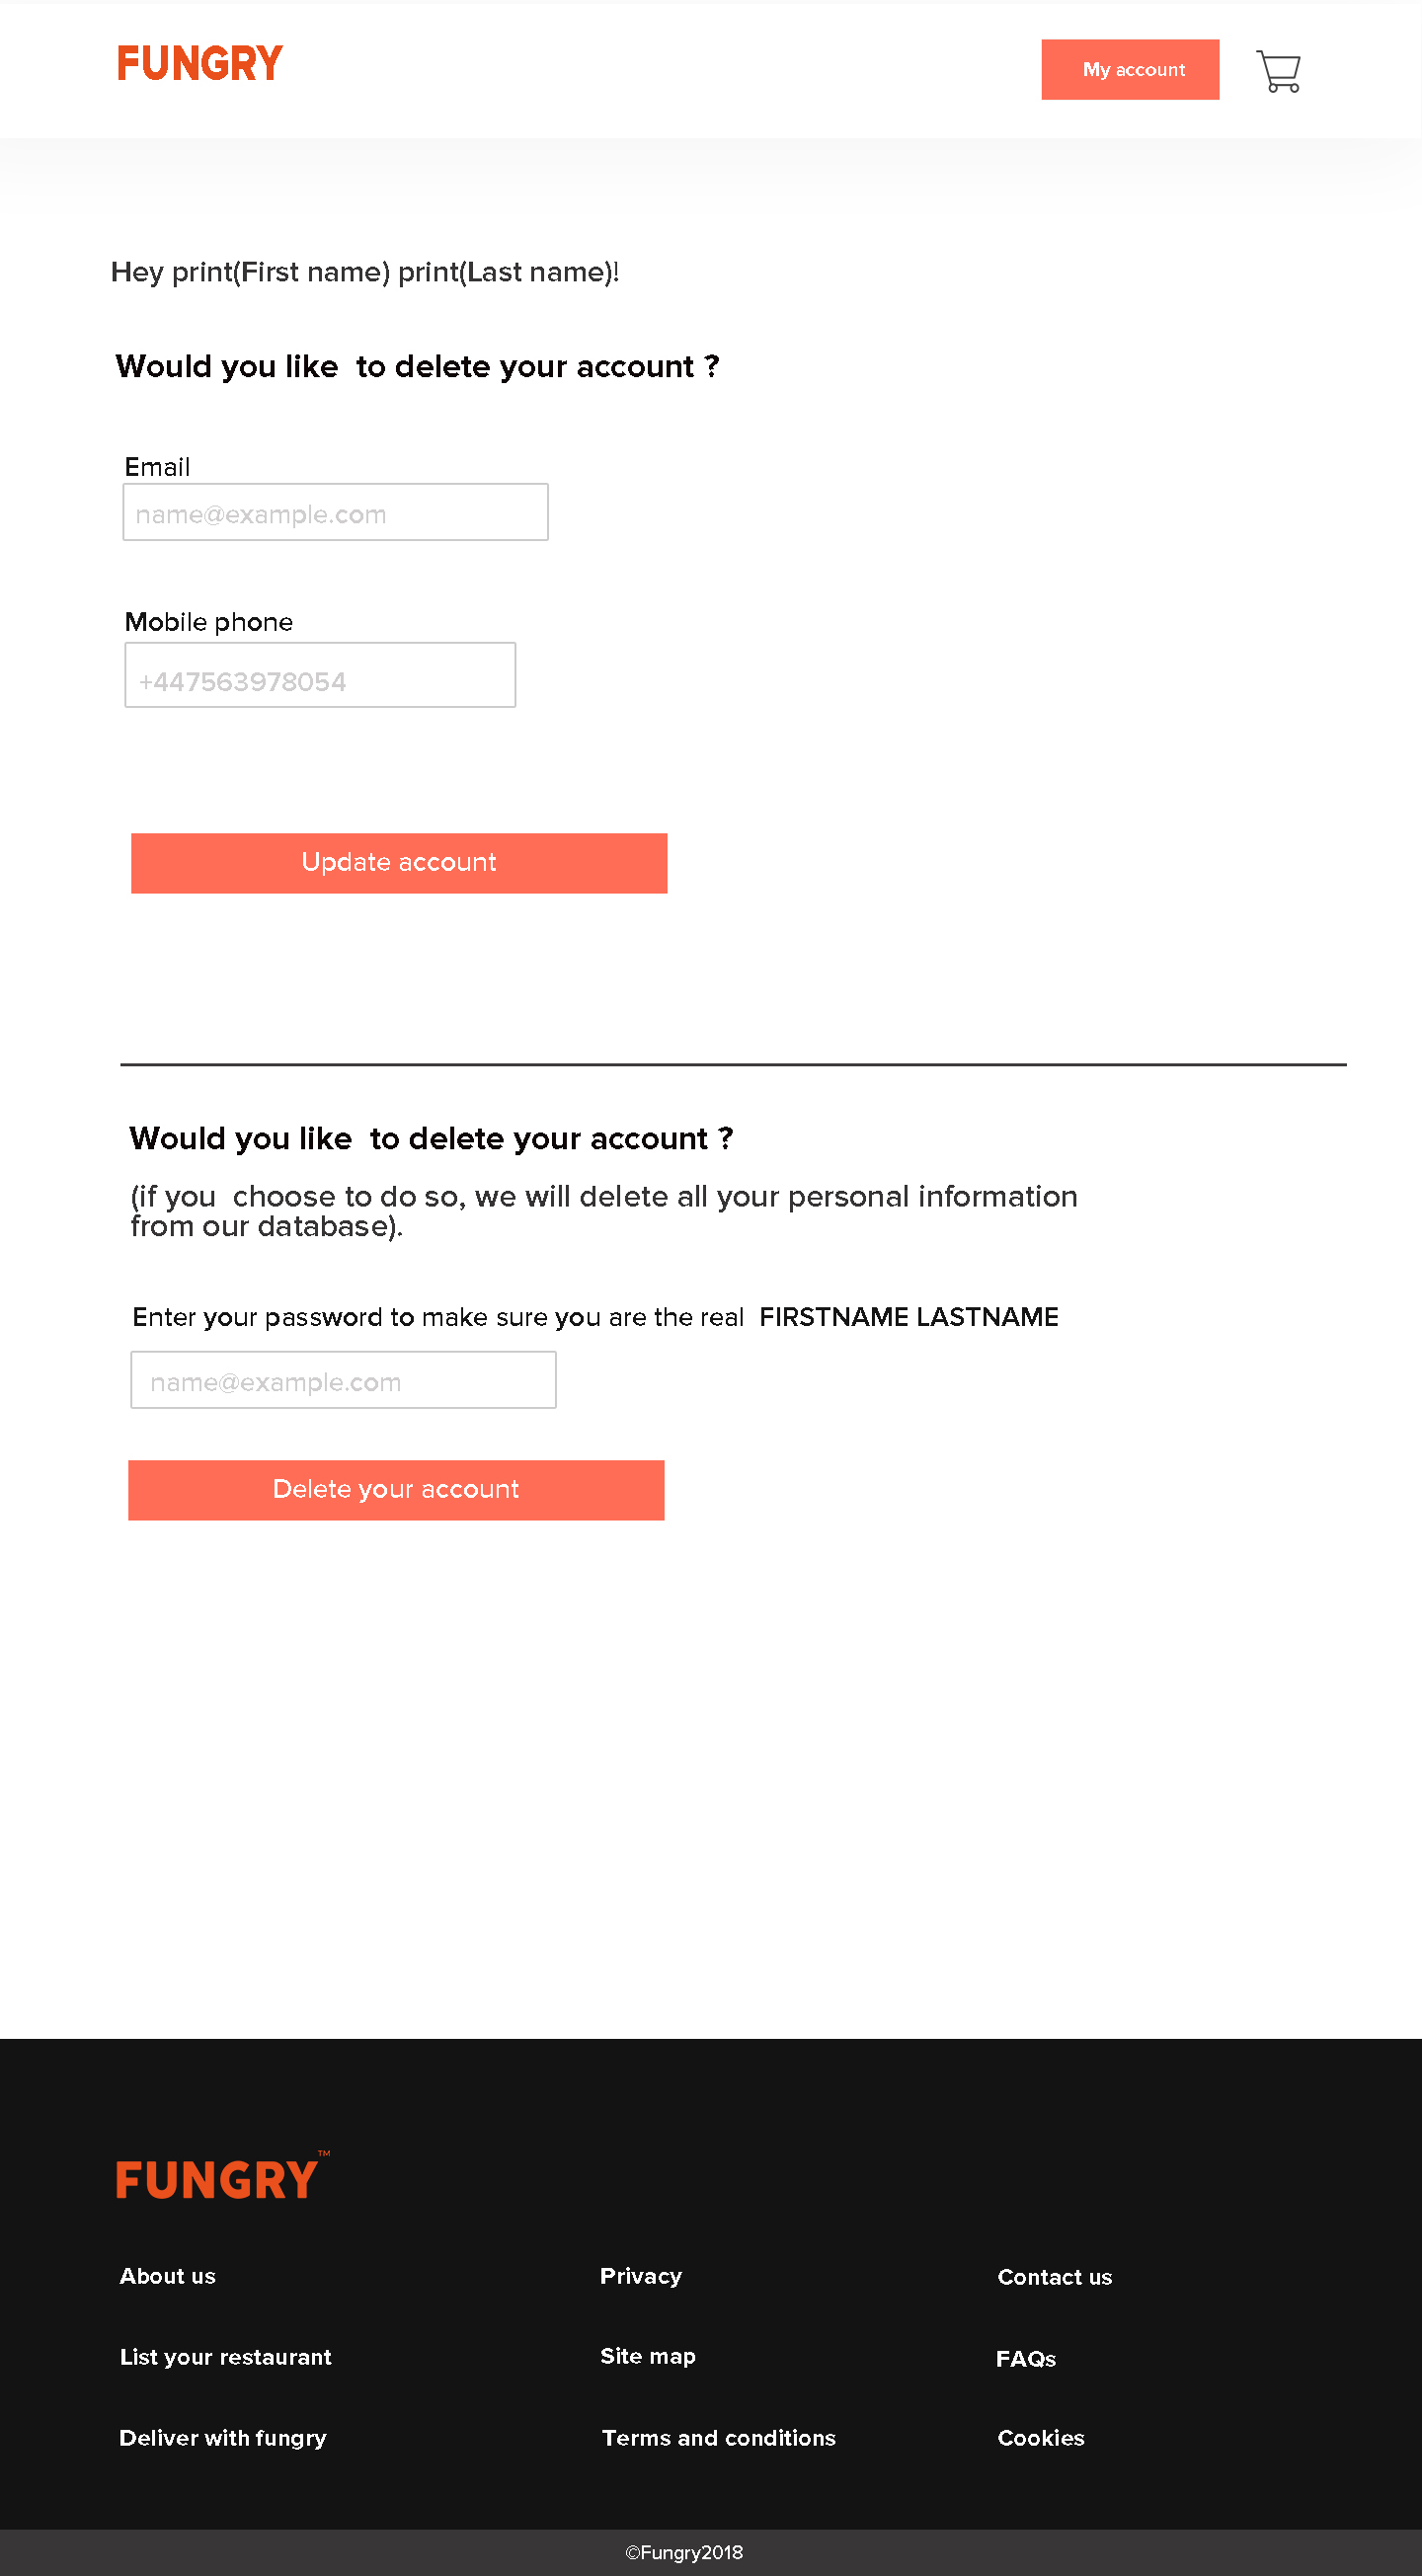 FUNGRY
My account
Hey print(First name) print(Last name)!
Would you like  to delete your account ?
Email
name@example.com
Mobile phone
+447563978054
Update account
Would you like  to delete your account ?
(if you  choose to do so, we will delete all your personal information
from our database).
Enter your password to make sure you are the real  FIRSTNAME LASTNAME
name@example.com
Delete your account
FUNGRY™
About us
Privacy
Contact us
List your restaurant
Site map
FAQs
Deliver with fungry
Terms and conditions
Cookies
©Fungry2018